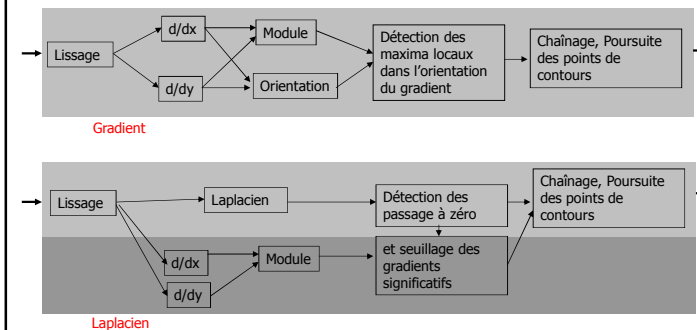 Lissage
d/dx
d/dy
Module
Orientation
Détection des
maxima locaux
dans l'orientation
du gradient
Chaînage, Poursuite
des points de
contours
Gradient
Lissage
Laplacien
d/dx
d/dy
Module
Détection des
passage à zéro
et seuillage des
gradients
significatifs
Chaînage, Poursuite
des points de
contours
Laplacien